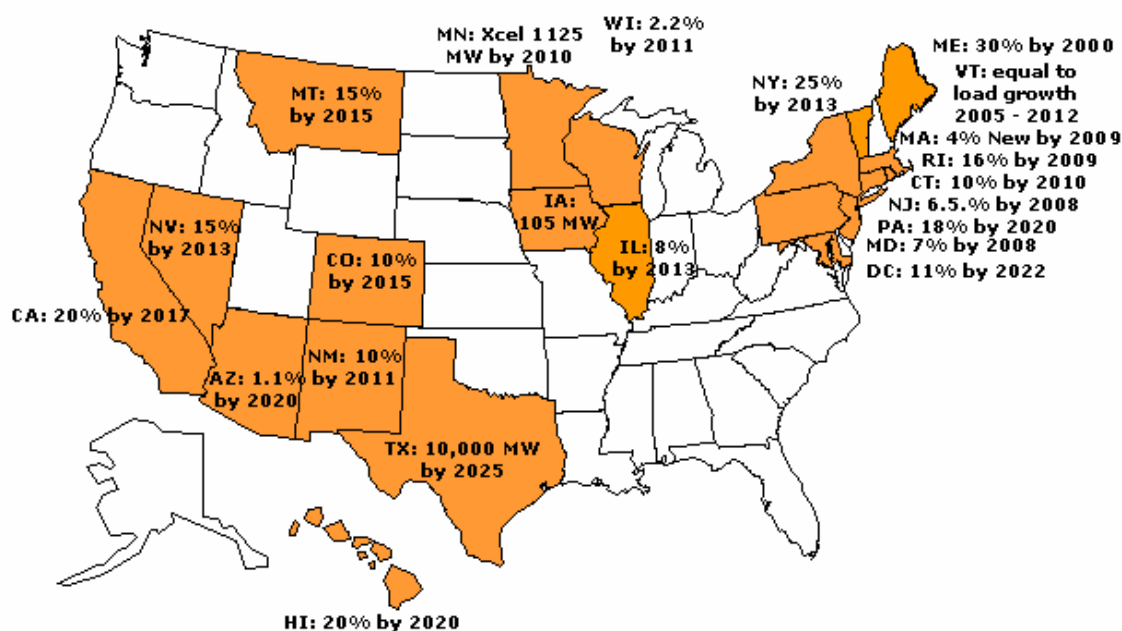 MN: Xcel 1125
MW by 2010
WI: 2.2%
by 2011
ME: 30% by 2000
VT: equal to
load growth
2005 - 2012
NY: 25%
by 2013
MT: 15%
by 2015
MA: 4% New by 2009
RI: 16% by 2009
CT: 10% by 2010
NJ: 6.5.% by 2008
PA: 18% by 2020
MD: 7% by 2008
DC: 11% by 2022
IA:
105 MW
NV: 15%
by 2013
IL: 8%
by 2013
CO: 10%
by 2015
CA: 20% by 2017
NM: 10%
by 2011
AZ: 1.1%
by 2020
TX: 10,000 MW
by 2025
HI: 20% by 2020